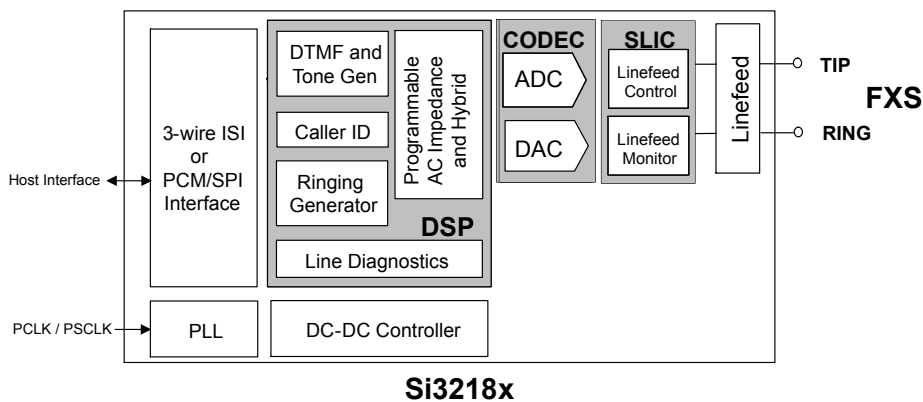 Host Interface
PCLK / PSCLK
3-wire ISI
or
PCM/SPI
Interface
PLL
DTMF and
Tone Gen
Caller ID
Ringing
Generator
Programmable
AC Impedance
and Hybrid
DSP
Line Diagnostics
DC-DC Controller
CODEC
ADC
DAC
SLIC
Linefeed
Control
Linefeed
Monitor
Linefeed
TIP
FXS
RING
Si3218x